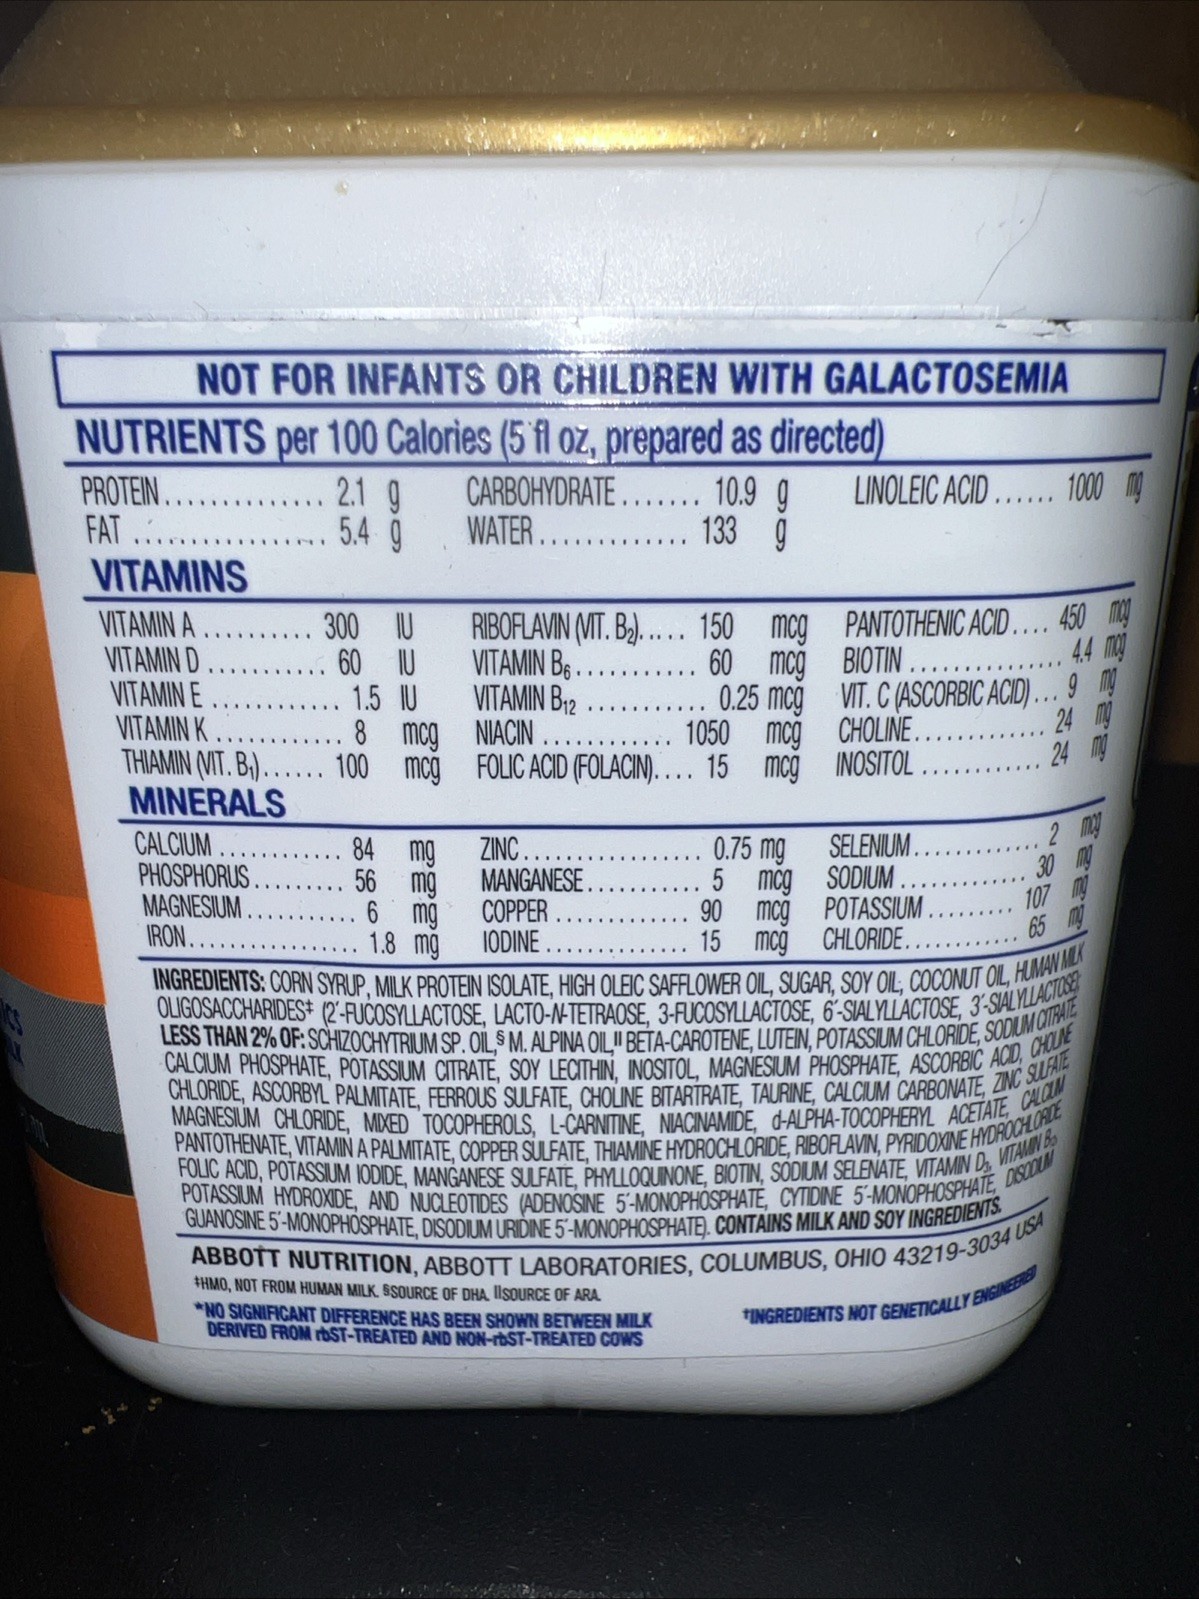 NOT FOR INFANTS OR CHILDREN WITH GALACTOSEMIA
NUTRIENTS per 100 Calories (5 fl oz, prepared as directed)
PROTEIN ............. 2.1 g CARBOHYDRATE ....... 10.9 g LINOLEIC ACID ...... 1000 mg
FAT ................. 5.4 g WATER ............. 133 g
VITAMINS
VITAMIN A .......... 300 IU RIBOFLAVIN (VIT. B₂)..... 150 mcg PANTOTHENIC ACID .... 450 mcg
VITAMIN D .......... 60 IU VITAMIN B₆ ........... 60 mcg BIOTIN ............. 4.4 mcg
VITAMIN E ........... 1.5 IU VITAMIN B₁₂ ........... 0.25 mcg VIT. C (ASCORBIC ACID) ... 9 mg
VITAMIN K ........... 8 mcg NIACIN ............ 1050 mcg CHOLINE ............ 24 mg
THIAMIN (VIT. B₁)...... 100 mcg FOLIC ACID (FOLACIN).... 15 mcg INOSITOL ........... 24 mg
MINERALS
CALCIUM ........... 84 mg ZINC ................ 0.75 mg SELENIUM ............ 2 mcg
PHOSPHORUS ........ 56 mg MANGANESE .......... 5 mcg SODIUM ............ 30 mg
MAGNESIUM .......... 6 mg COPPER ............ 90 mcg POTASSIUM ......... 107 mg
IRON ................ 1.8 mg IODINE ............. 15 mcg CHLORIDE ........... 65 mg
INGREDIENTS: CORN SYRUP, MILK PROTEIN ISOLATE, HIGH OLEIC SAFFLOWER OIL, SUGAR, SOY OIL, COCONUT OIL, HUMAN MILK
OLIGOSACCHARIDES‡ (2´-FUCOSYLLACTOSE, LACTO-N-TETRAOSE, 3-FUCOSYLLACTOSE, 6´-SIALYLLACTOSE, 3´-SIALYLLACTOSE);
LESS THAN 2% OF: SCHIZOCHYTRIUM SP. OIL,§ M. ALPINA OIL,|| BETA-CAROTENE, LUTEIN, POTASSIUM CHLORIDE, SODIUM CITRATE,
CALCIUM PHOSPHATE, POTASSIUM CITRATE, SOY LECITHIN, INOSITOL, MAGNESIUM PHOSPHATE, ASCORBIC ACID, CHOLINE
CHLORIDE, ASCORBYL PALMITATE, FERROUS SULFATE, CHOLINE BITARTRATE, TAURINE, CALCIUM CARBONATE, ZINC SULFATE,
MAGNESIUM CHLORIDE, MIXED TOCOPHEROLS, L-CARNITINE, NIACINAMIDE, d-ALPHA-TOCOPHERYL ACETATE, CALCIUM
PANTOTHENATE, VITAMIN A PALMITATE, COPPER SULFATE, THIAMINE HYDROCHLORIDE, RIBOFLAVIN, PYRIDOXINE HYDROCHLORIDE,
FOLIC ACID, POTASSIUM IODIDE, MANGANESE SULFATE, PHYLLOQUINONE, BIOTIN, SODIUM SELENATE, VITAMIN D₃, VITAMIN B₁₂,
POTASSIUM HYDROXIDE, AND NUCLEOTIDES (ADENOSINE 5´-MONOPHOSPHATE, CYTIDINE 5´-MONOPHOSPHATE, DISODIUM
GUANOSINE 5´-MONOPHOSPHATE, DISODIUM URIDINE 5´-MONOPHOSPHATE). CONTAINS MILK AND SOY INGREDIENTS.
ABBOTT NUTRITION, ABBOTT LABORATORIES, COLUMBUS, OHIO 43219-3034 USA
‡HMO, NOT FROM HUMAN MILK. §SOURCE OF DHA. ||SOURCE OF ARA.
*NO SIGNIFICANT DIFFERENCE HAS BEEN SHOWN BETWEEN MILK
DERIVED FROM rbST-TREATED AND NON-rbST-TREATED COWS
†INGREDIENTS NOT GENETICALLY ENGINEERED